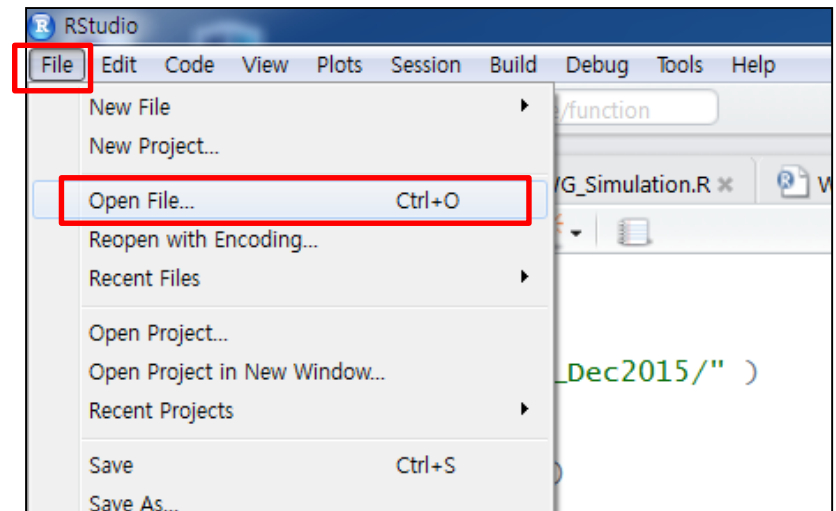 RStudio
File Edit Code View Plots Session Build Debug Tools Help
New File
/function
New Project...
Open File... Ctrl+O
G_Simulation.R
Reopen with Encoding...
Recent Files
Open Project...
Open Project in New Window...
_Dec2015/" )
Recent Projects
Save Ctrl+S
)
Save As...